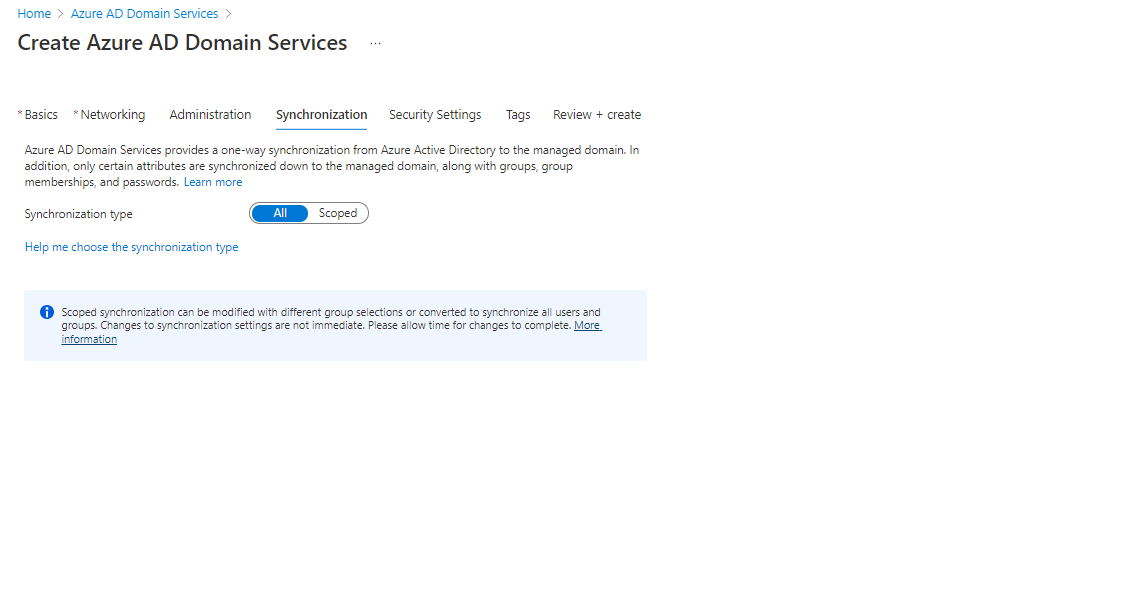 Home > Azure AD Domain Services >
Create Azure AD Domain Services ...
* Basics * Networking Administration Synchronization Security Settings Tags Review + create
Azure AD Domain Services provides a one-way synchronization from Azure Active Directory to the managed domain. In
addition, only certain attributes are synchronized down to the managed domain, along with groups, group
memberships, and passwords. Learn more
Synchronization type All Scoped
Help me choose the synchronization type
Scoped synchronization can be modified with different group selections or converted to synchronize all users and
groups. Changes to synchronization settings are not immediate. Please allow time for changes to complete. More
information